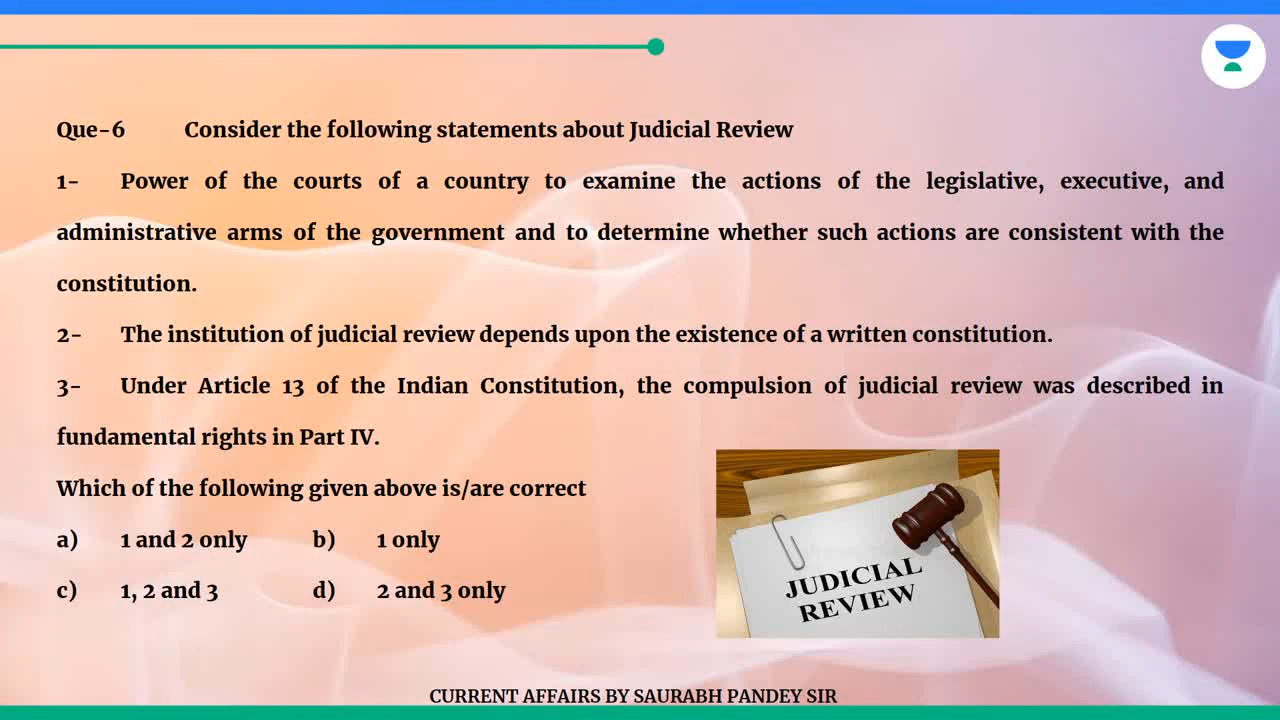 Que-6 Consider the following statements about Judicial Review
1- Power of the courts of a country to examine the actions of the legislative, executive, and
administrative arms of the government and to determine whether such actions are consistent with the
constitution.
2- The institution of judicial review depends upon the existence of a written constitution.
3- Under Article 13 of the Indian Constitution, the compulsion of judicial review was described in
fundamental rights in Part IV.
Which of the following given above is/are correct
a) 1 and 2 only b) 1 only
c) 1, 2 and 3 d) 2 and 3 only
JUDICIAL
REVIEW
CURRENT AFFAIRS BY SAURABH PANDEY SIR